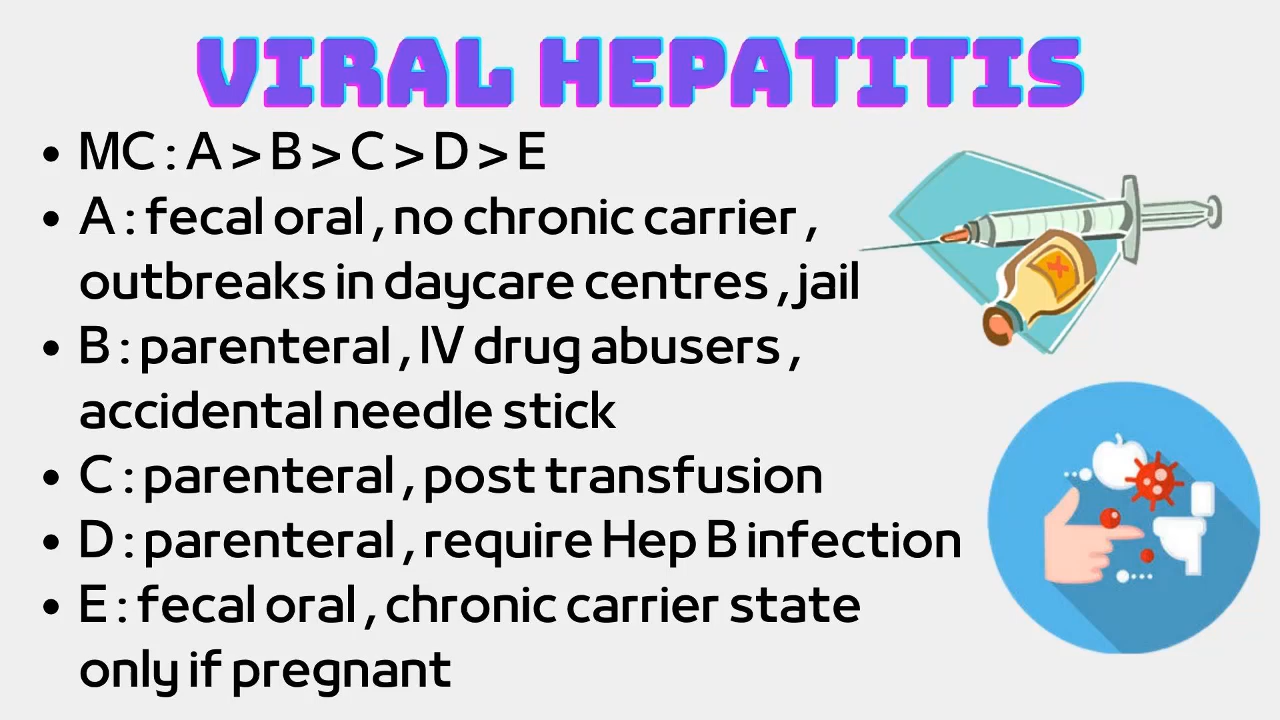 VIRAL HEPATITIS
• MC : A > B > C > D > E
• A : fecal oral , no chronic carrier ,
outbreaks in daycare centres , jail
• B : parenteral , IV drug abusers ,
accidental needle stick
• C : parenteral , post transfusion
• D : parenteral , require Hep B infection
• E : fecal oral , chronic carrier state
only if pregnant